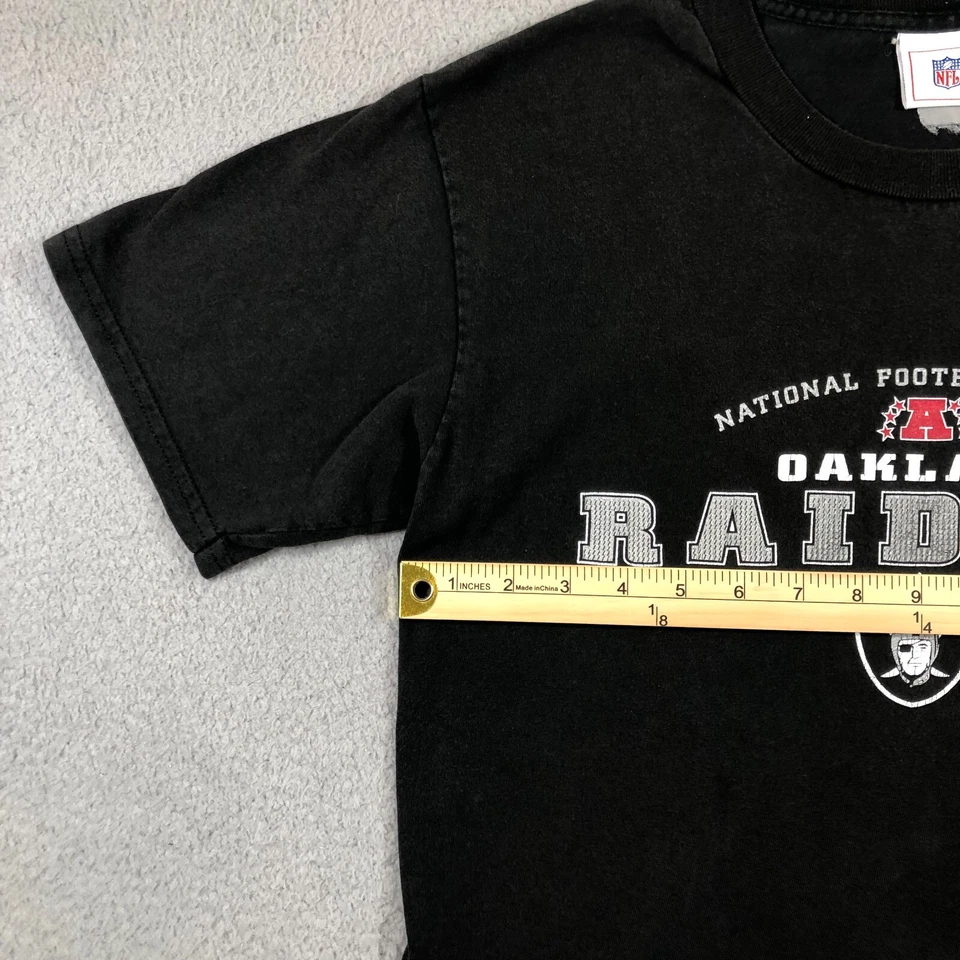 NFL
NATIONAL FOOTB
A
OAKLA
RAID
1 INCHES 2 Made in China 3 4 5 6 7 8 9
1/8 1/4